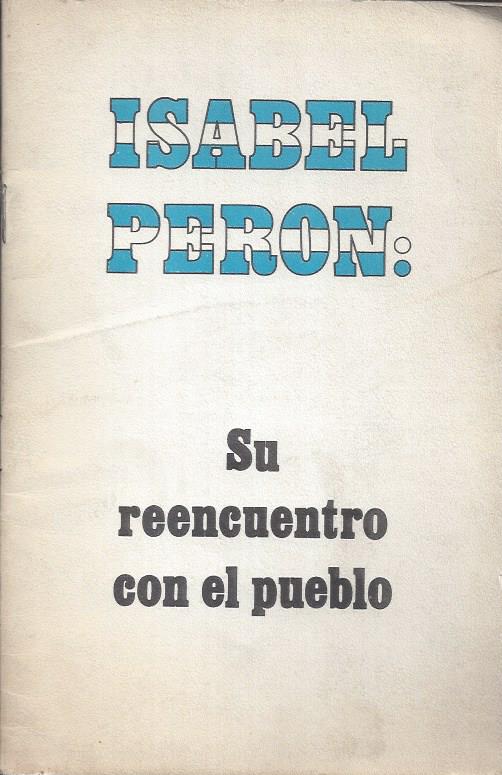 ISABEL
PERON:
Su
reencuentro
con el pueblo